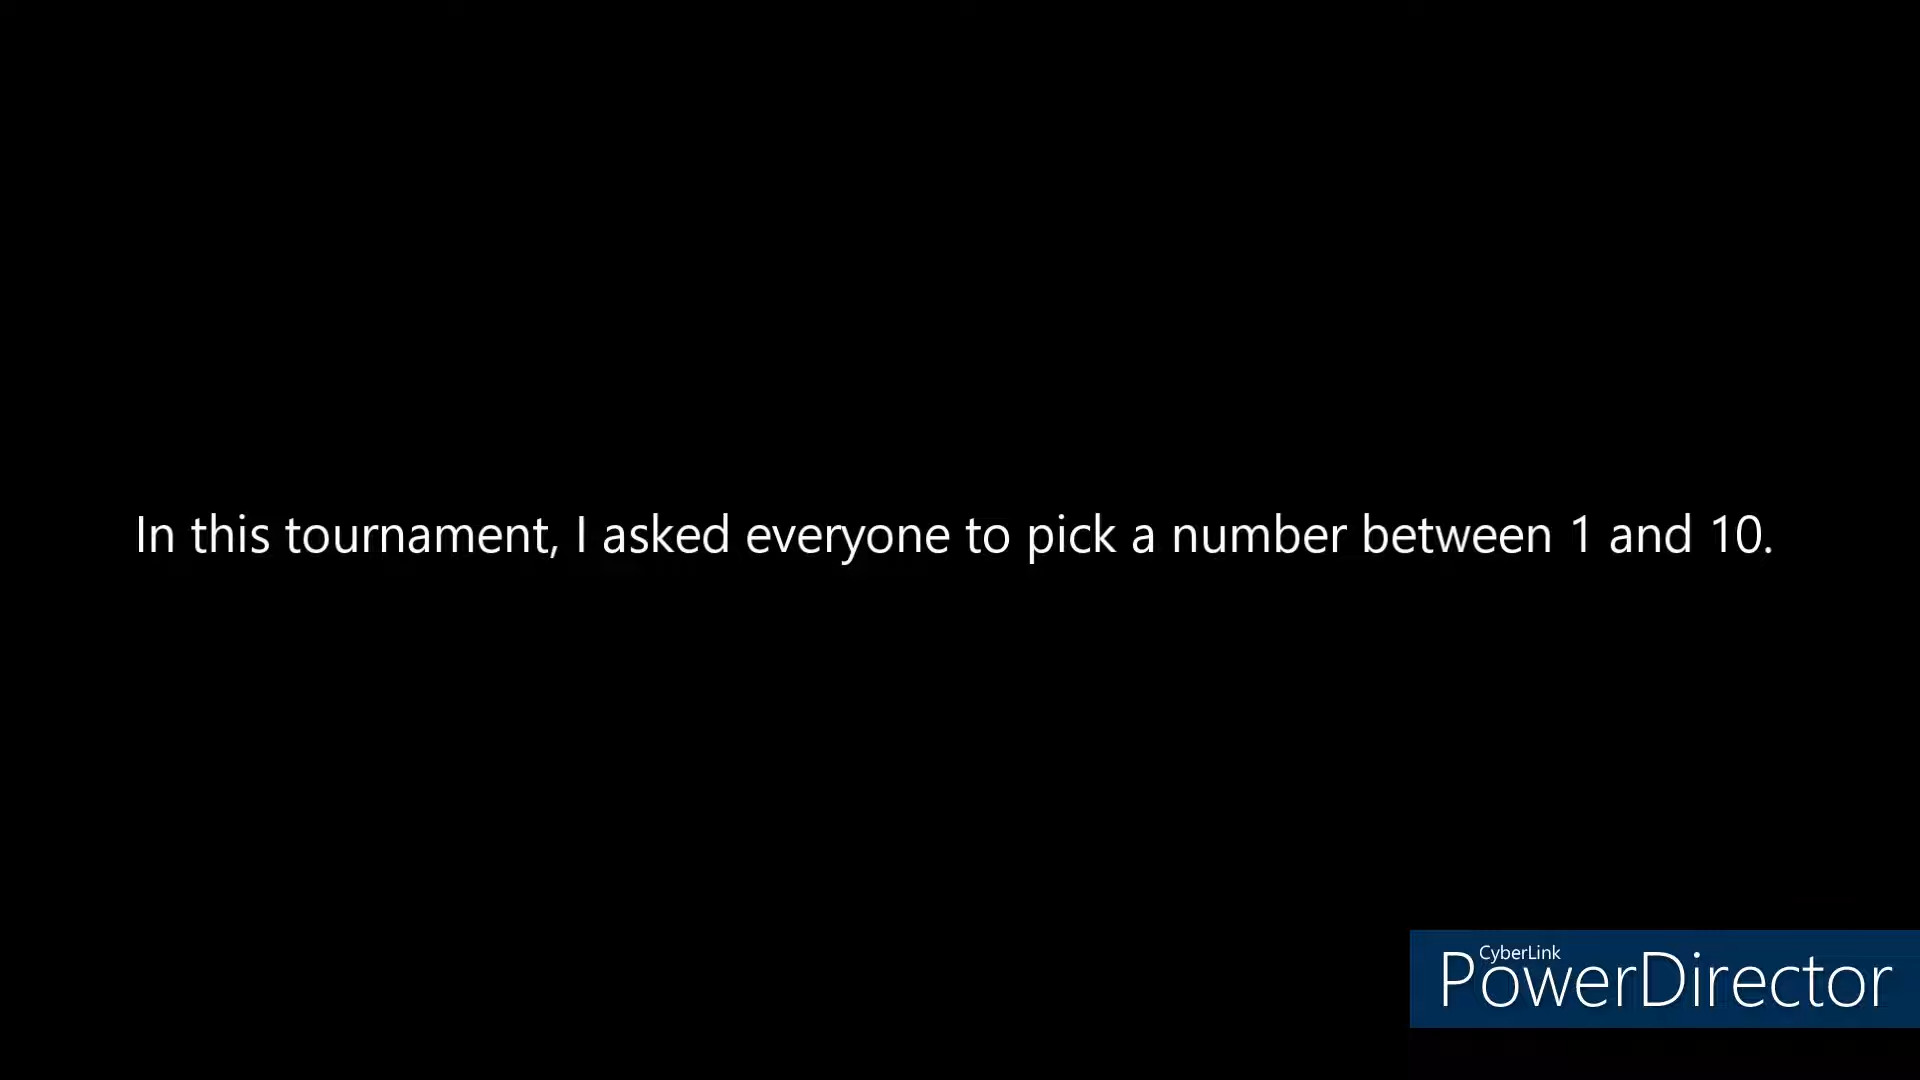 In this tournament, I asked everyone to pick a number between 1 and 10.
CyberLink
PowerDirector